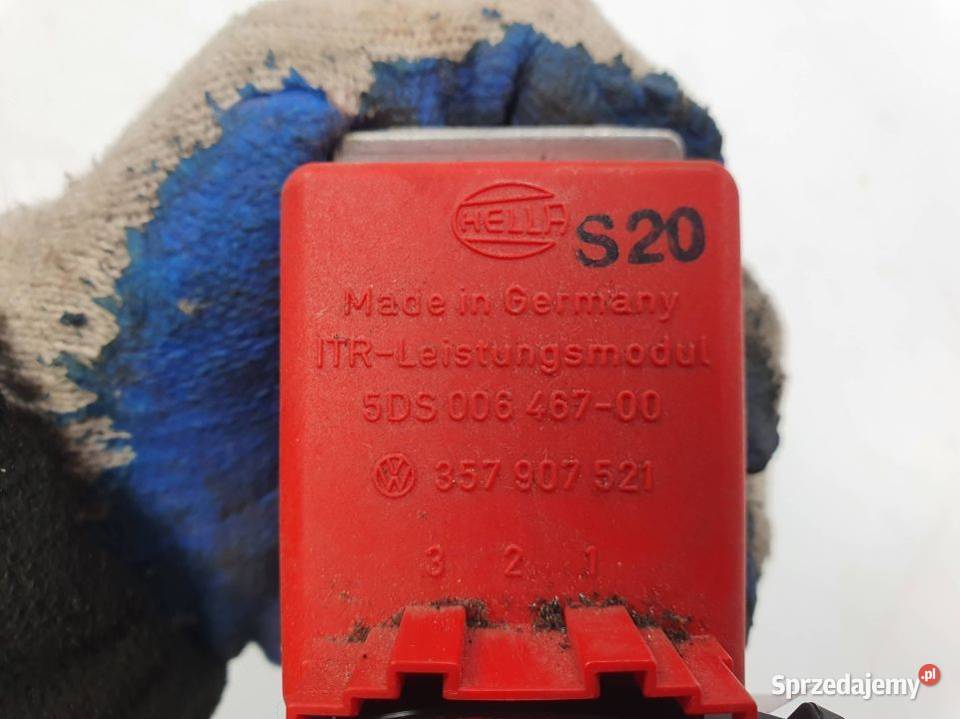 HELLA S20
Made in Germany
ITR-Leistungsmodul
5DS 006 467-00
VW 357 907 521
3 2 1
Sprzedajemy.pl